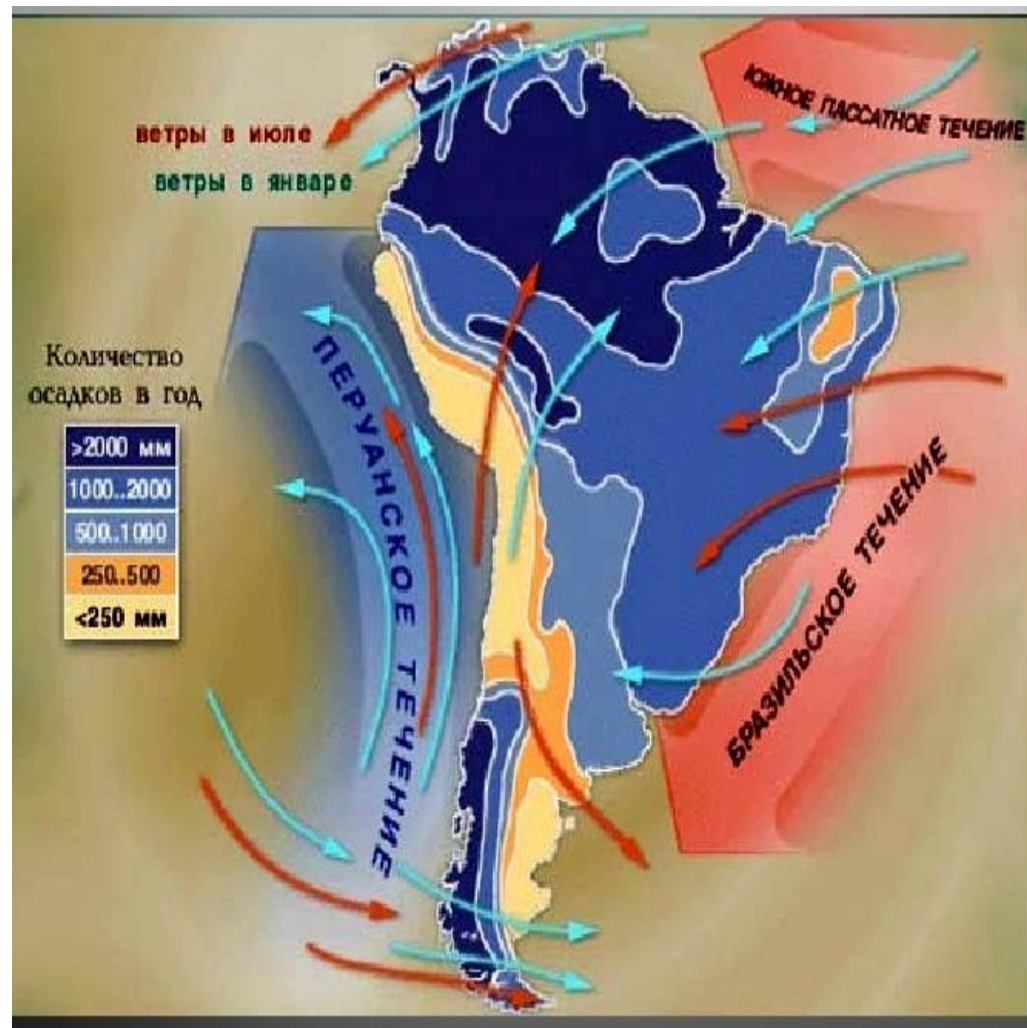 ЮЖНОЕ ПАССАТНОЕ ТЕЧЕНИЕ
ветры в июле
ветры в январе
Количество
осадков в год
>2000 мм
1000..2000
500..1000
250..500
<250 мм
ПЕРУАНСКОЕ ТЕЧЕНИЕ
БРАЗИЛЬСКОЕ ТЕЧЕНИЕ